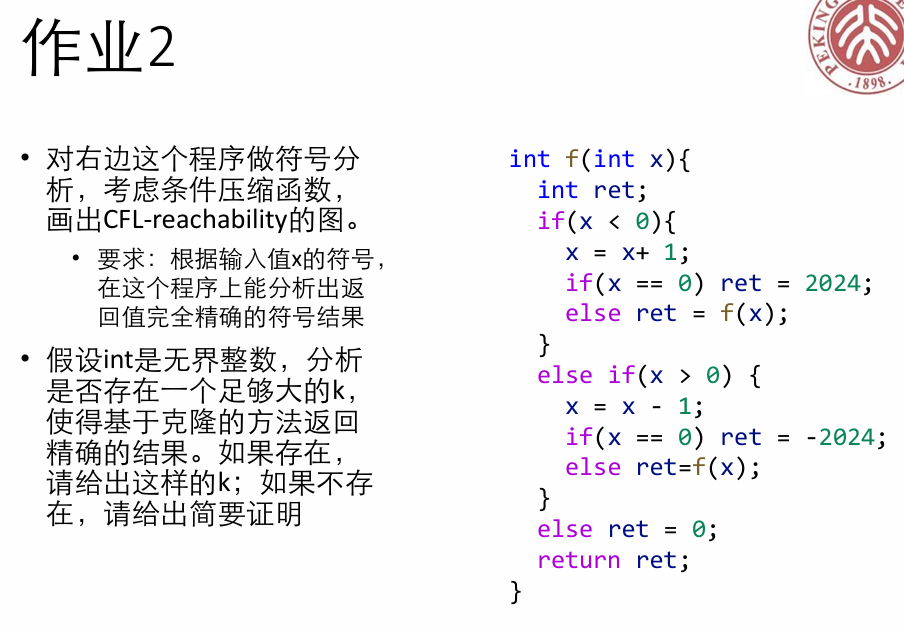 作业2
PEKING
·1898·
• 对右边这个程序做符号分
析，考虑条件压缩函数，
画出CFL-reachability的图。
• 要求：根据输入值x的符号，
在这个程序上能分析出返
回值完全精确的符号结果
• 假设int是无界整数，分析
是否存在一个足够大的k，
使得基于克隆的方法返回
精确的结果。如果存在，
请给出这样的k；如果不存
在，请给出简要证明
int f(int x){
int ret;
if(x < 0){
x = x+ 1;
if(x == 0) ret = 2024;
else ret = f(x);
}
else if(x > 0) {
x = x - 1;
if(x == 0) ret = -2024;
else ret=f(x);
}
else ret = 0;
return ret;
}